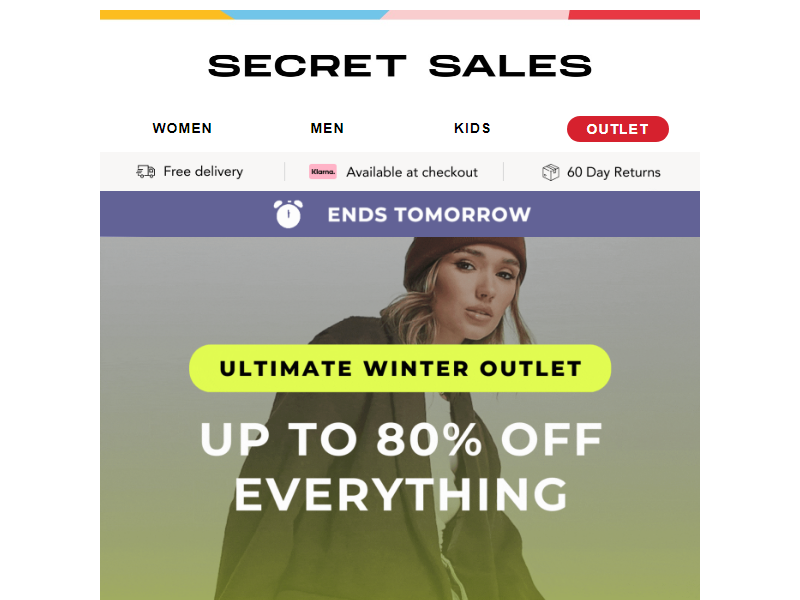 SECRET SALES
WOMEN MEN KIDS OUTLET
Free delivery Klarna. Available at checkout 60 Day Returns
ENDS TOMORROW
ULTIMATE WINTER OUTLET
UP TO 80% OFF
EVERYTHING